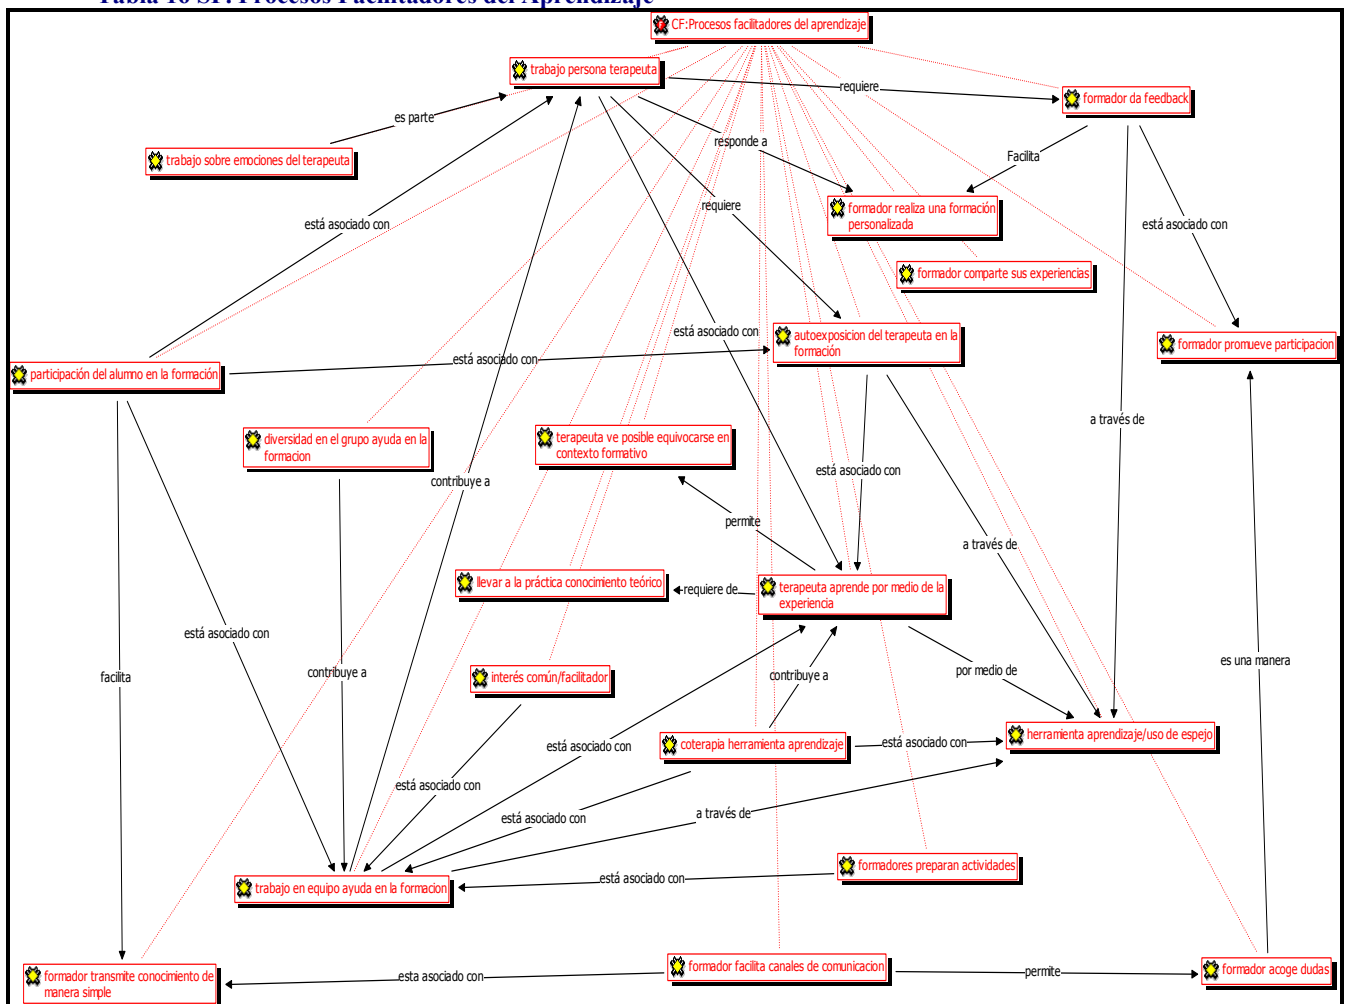 Tabla 16 SF: Procesos Facilitadores del Aprendizaje
CF:Procesos facilitadores del aprendizaje
trabajo persona terapeuta
requiere
formador da feedback
es parte
trabajo sobre emociones del terapeuta
responde a
Facilita
formador realiza una formación
personalizada
requiere
está asociado con
está asociado con
formador comparte sus experiencias
está asociado con
autoexposicion del terapeuta en la
formación
formador promueve participacion
está asociado con
participación del alumno en la formación
a través de
diversidad en el grupo ayuda en la
formacion
terapeuta ve posible equivocarse en
contexto formativo
está asociado con
contribuye a
permite
a través de
llevar a la práctica conocimiento teórico
requiere de
terapeuta aprende por medio de la
experiencia
está asociado con
facilita
contribuye a
interés común/facilitador
contribuye a
por medio de
es una manera
herramienta aprendizaje/uso de espejo
está asociado con
coterapia herramienta aprendizaje
está asociado con
está asociado con
está asociado con
a través de
formadores preparan actividades
trabajo en equipo ayuda en la formacion
está asociado con
formador transmite conocimiento de
manera simple
esta asociado con
formador facilita canales de comunicacion
permite
formador acoge dudas